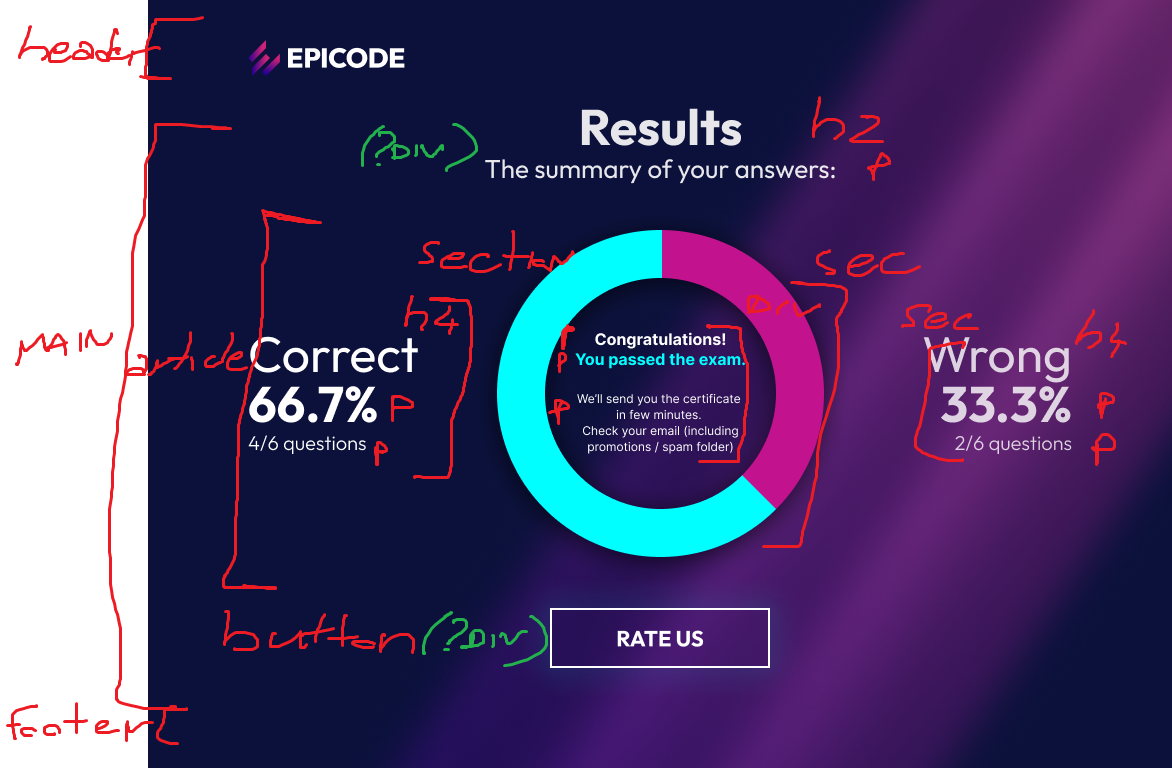 header
EPICODE
Results
h2
(?DIV)
The summary of your answers:
p
section
sec
h4
DIV
sec
h4
MAIN
article
Correct
66.7%
P
4/6 questions
P
P
Congratulations!
P
You passed the exam.
P
We'll send you the certificate
in few minutes.
Check your email (including
promotions / spam folder)
Wrong
33.3%
P
2/6 questions
P
button (?DIV)
RATE US
footer